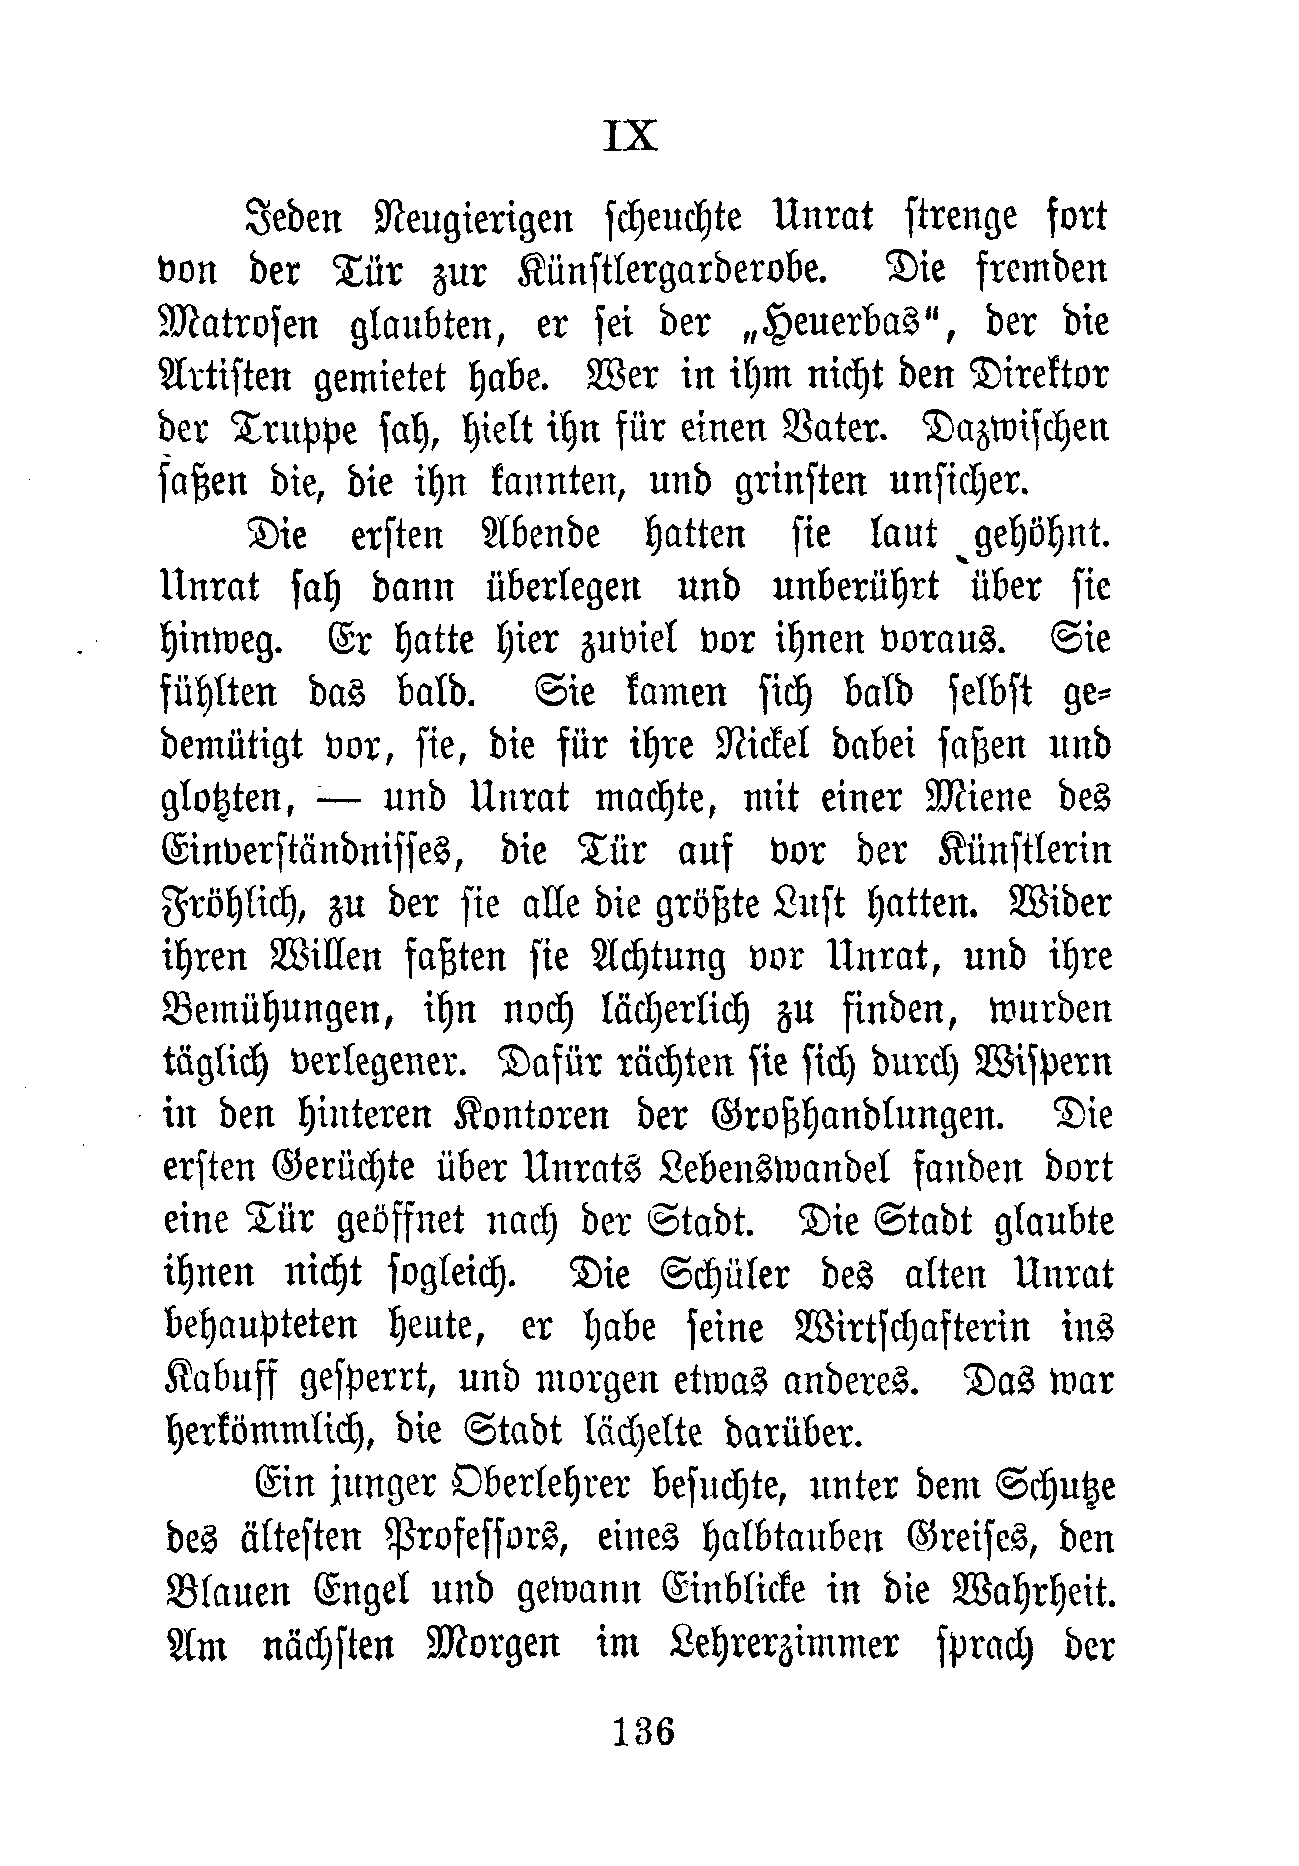 IX
Jeden Neugierigen scheuchte Unrat strenge fort
von der Tür zur Künstlergarderobe. Die fremden
Matrosen glaubten, er sei der „Heuerbas“, der die
Artisten gemietet habe. Wer in ihm nicht den Direktor
der Truppe sah, hielt ihn für einen Vater. Dazwischen
saßen die, die ihn kannten, und grinsten unsicher.
Die ersten Abende hatten sie laut gehöhnt.
Unrat sah dann überlegen und unberührt über sie
hinweg. Er hatte hier zuviel vor ihnen voraus. Sie
fühlten das bald. Sie kamen sich bald selbst ge-
demütigt vor, sie, die für ihre Nickel dabei saßen und
glotzten, — und Unrat machte, mit einer Miene des
Einverständnisses, die Tür auf vor der Künstlerin
Fröhlich, zu der sie alle die größte Lust hatten. Wider
ihren Willen faßten sie Achtung vor Unrat, und ihre
Bemühungen, ihn noch lächerlich zu finden, wurden
täglich verlegener. Dafür rächten sie sich durch Wispern
in den hinteren Kontoren der Großhandlungen. Die
ersten Gerüchte über Unrats Lebenswandel fanden dort
eine Tür geöffnet nach der Stadt. Die Stadt glaubte
ihnen nicht sogleich. Die Schüler des alten Unrat
behaupteten heute, er habe seine Wirtschafterin ins
Kabuff gesperrt, und morgen etwas anderes. Das war
herkömmlich, die Stadt lächelte darüber.
Ein junger Oberlehrer besuchte, unter dem Schutze
des ältesten Professors, eines halbtauben Greises, den
Blauen Engel und gewann Einblicke in die Wahrheit.
Am nächsten Morgen im Lehrerzimmer sprach der
136